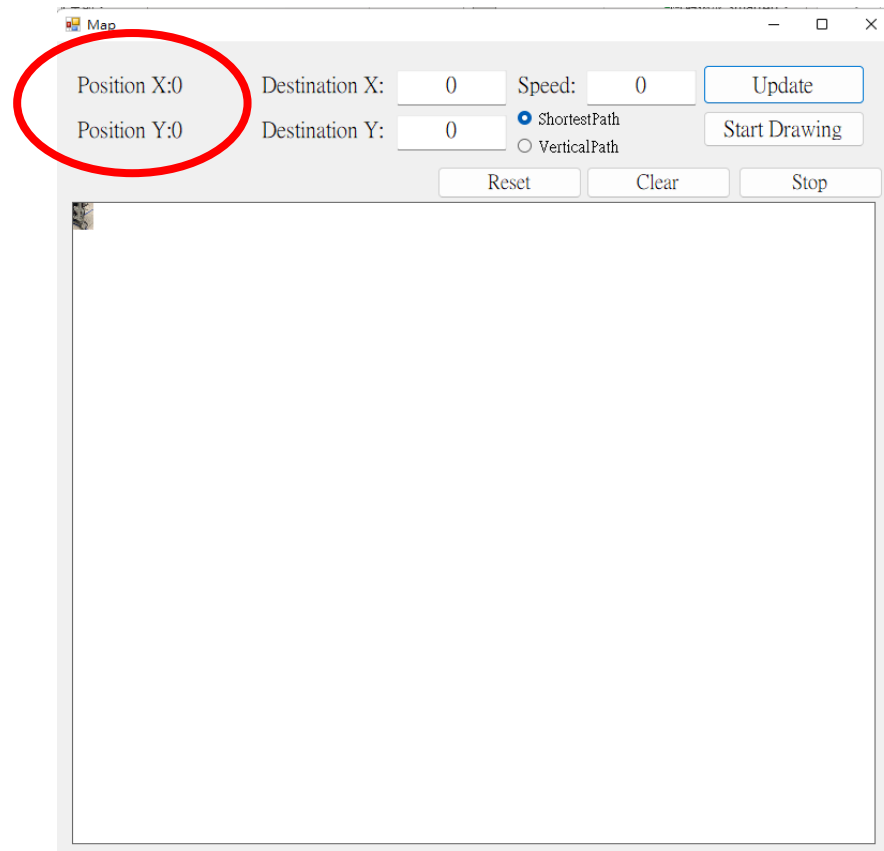 Map
Position X:0 Destination X: 0 Speed: 0 Update
Position Y:0 Destination Y: 0 ShortestPath Start Drawing
VerticalPath
Reset Clear Stop